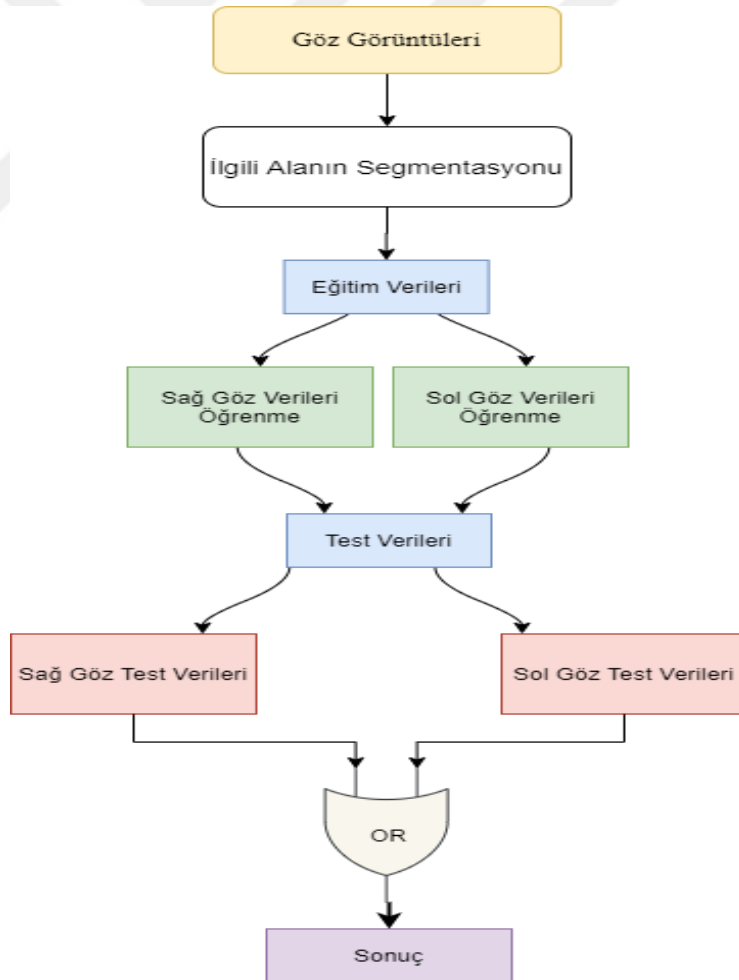 Göz Görüntüleri
İlgili Alanın Segmentasyonu
Eğitim Verileri
Sağ Göz Verileri
Öğrenme
Sol Göz Verileri
Öğrenme
Test Verileri
Sağ Göz Test Verileri
Sol Göz Test Verileri
OR
Sonuç